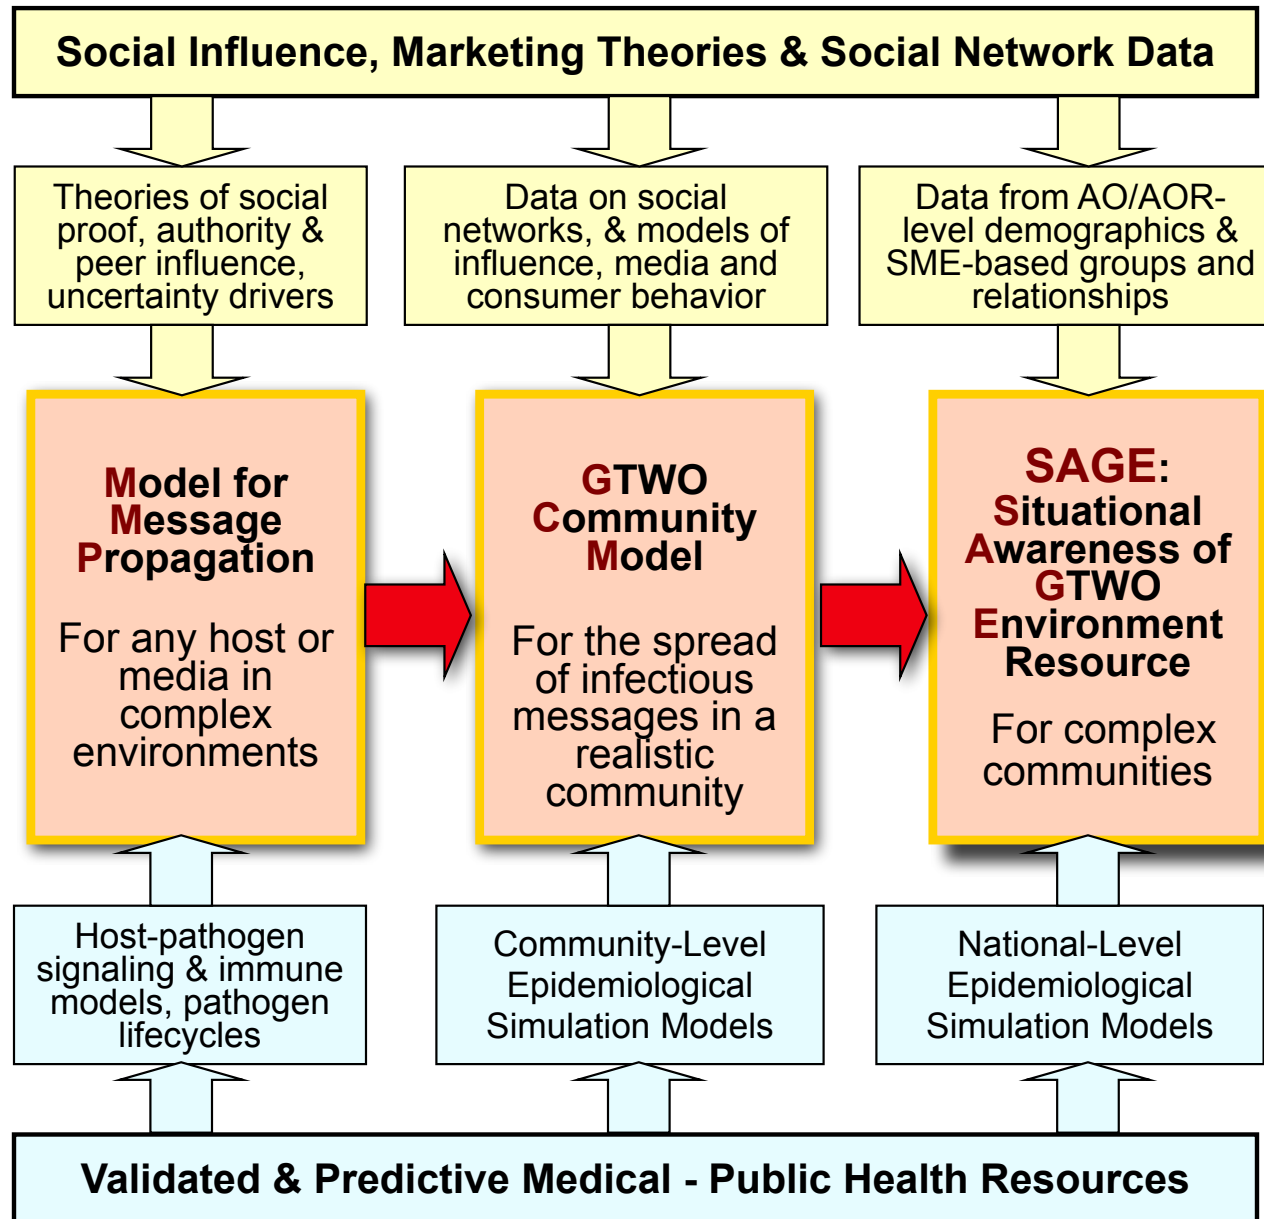 Social Influence, Marketing Theories & Social Network Data
Theories of social
proof, authority &
peer influence,
uncertainty drivers
Data on social
networks, & models of
influence, media and
consumer behavior
Data from AO/AOR-
level demographics &
SME-based groups and
relationships
Model for
Message
Propagation
For any host or
media in
complex
environments
GTWO
Community
Model
For the spread
of infectious
messages in a
realistic
community
SAGE:
Situational
Awareness of
GTWO
Environment
Resource
For complex
communities
Host-pathogen
signaling & immune
models, pathogen
lifecycles
Community-Level
Epidemiological
Simulation Models
National-Level
Epidemiological
Simulation Models
Validated & Predictive Medical - Public Health Resources